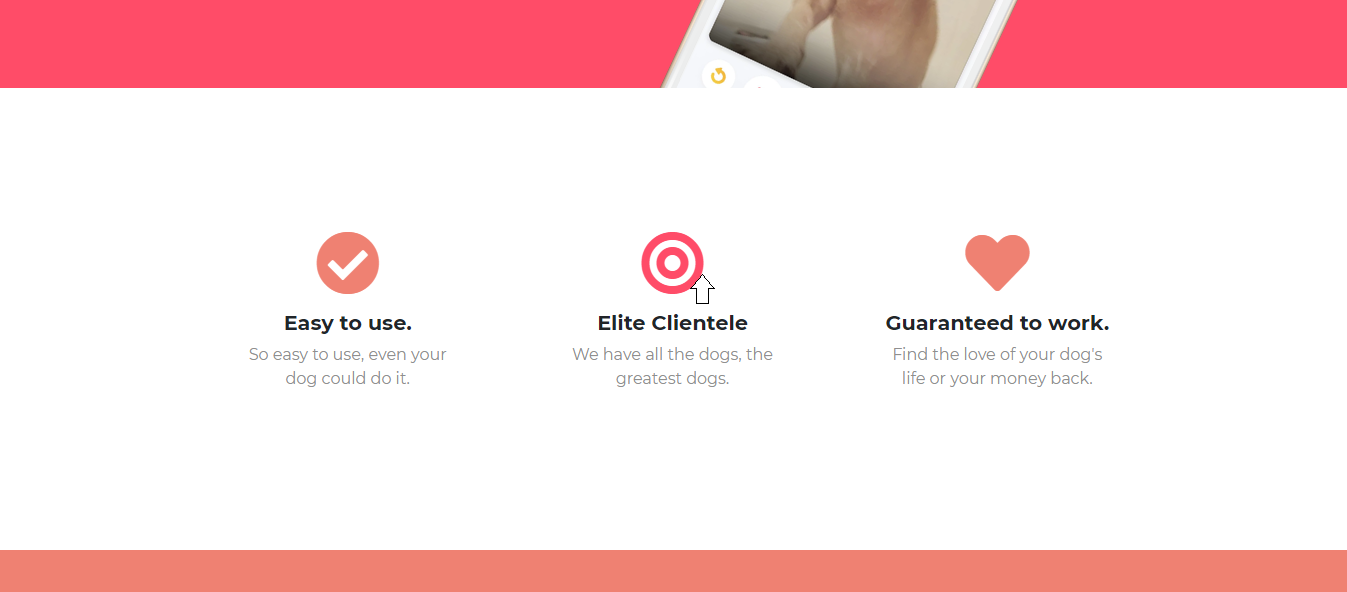 Easy to use.
So easy to use, even your
dog could do it.
Elite Clientele
We have all the dogs, the
greatest dogs.
Guaranteed to work.
Find the love of your dog's
life or your money back.